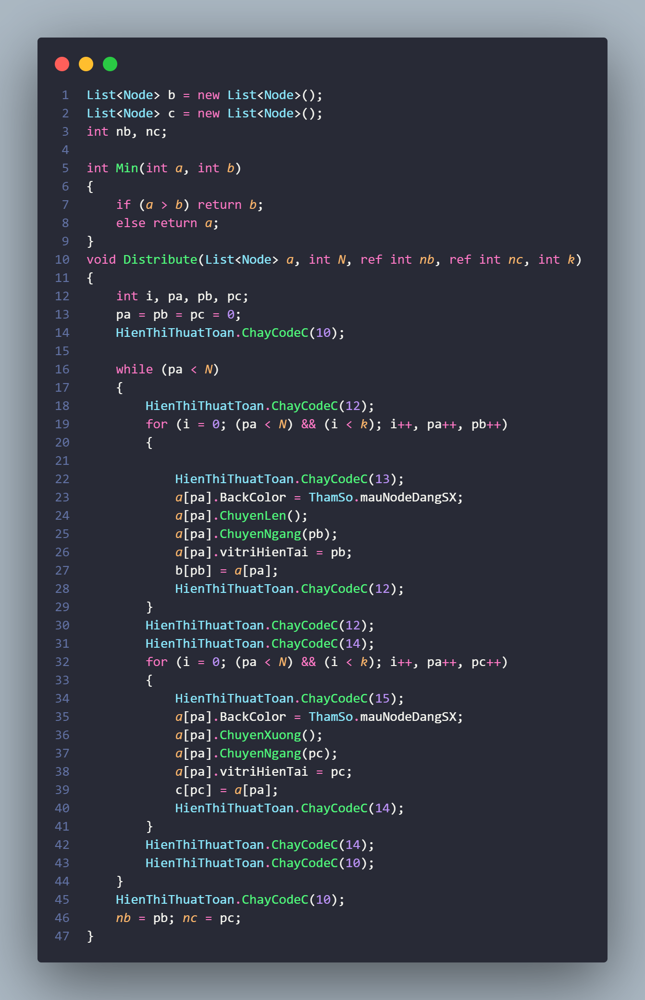 1 List<Node> b = new List<Node>();
2 List<Node> c = new List<Node>();
3 int nb, nc;
4
5 int Min(int a, int b)
6 {
7     if (a > b) return b;
8     else return a;
9 }
10 void Distribute(List<Node> a, int N, ref int nb, ref int nc, int k)
11 {
12     int i, pa, pb, pc;
13     pa = pb = pc = 0;
14     HienThiThuatToan.ChayCodeC(10);
15
16     while (pa < N)
17     {
18         HienThiThuatToan.ChayCodeC(12);
19         for (i = 0; (pa < N) && (i < k); i++, pa++, pb++)
20         {
21
22             HienThiThuatToan.ChayCodeC(13);
23             a[pa].BackColor = ThamSo.mauNodeDangSX;
24             a[pa].ChuyenLen();
25             a[pa].ChuyenNgang(pb);
26             a[pa].vitriHienTai = pb;
27             b[pb] = a[pa];
28             HienThiThuatToan.ChayCodeC(12);
29         }
30         HienThiThuatToan.ChayCodeC(12);
31         HienThiThuatToan.ChayCodeC(14);
32         for (i = 0; (pa < N) && (i < k); i++, pa++, pc++)
33         {
34             HienThiThuatToan.ChayCodeC(15);
35             a[pa].BackColor = ThamSo.mauNodeDangSX;
36             a[pa].ChuyenXuong();
37             a[pa].ChuyenNgang(pc);
38             a[pa].vitriHienTai = pc;
39             c[pc] = a[pa];
40             HienThiThuatToan.ChayCodeC(14);
41         }
42         HienThiThuatToan.ChayCodeC(14);
43         HienThiThuatToan.ChayCodeC(10);
44     }
45     HienThiThuatToan.ChayCodeC(10);
46     nb = pb; nc = pc;
47 }